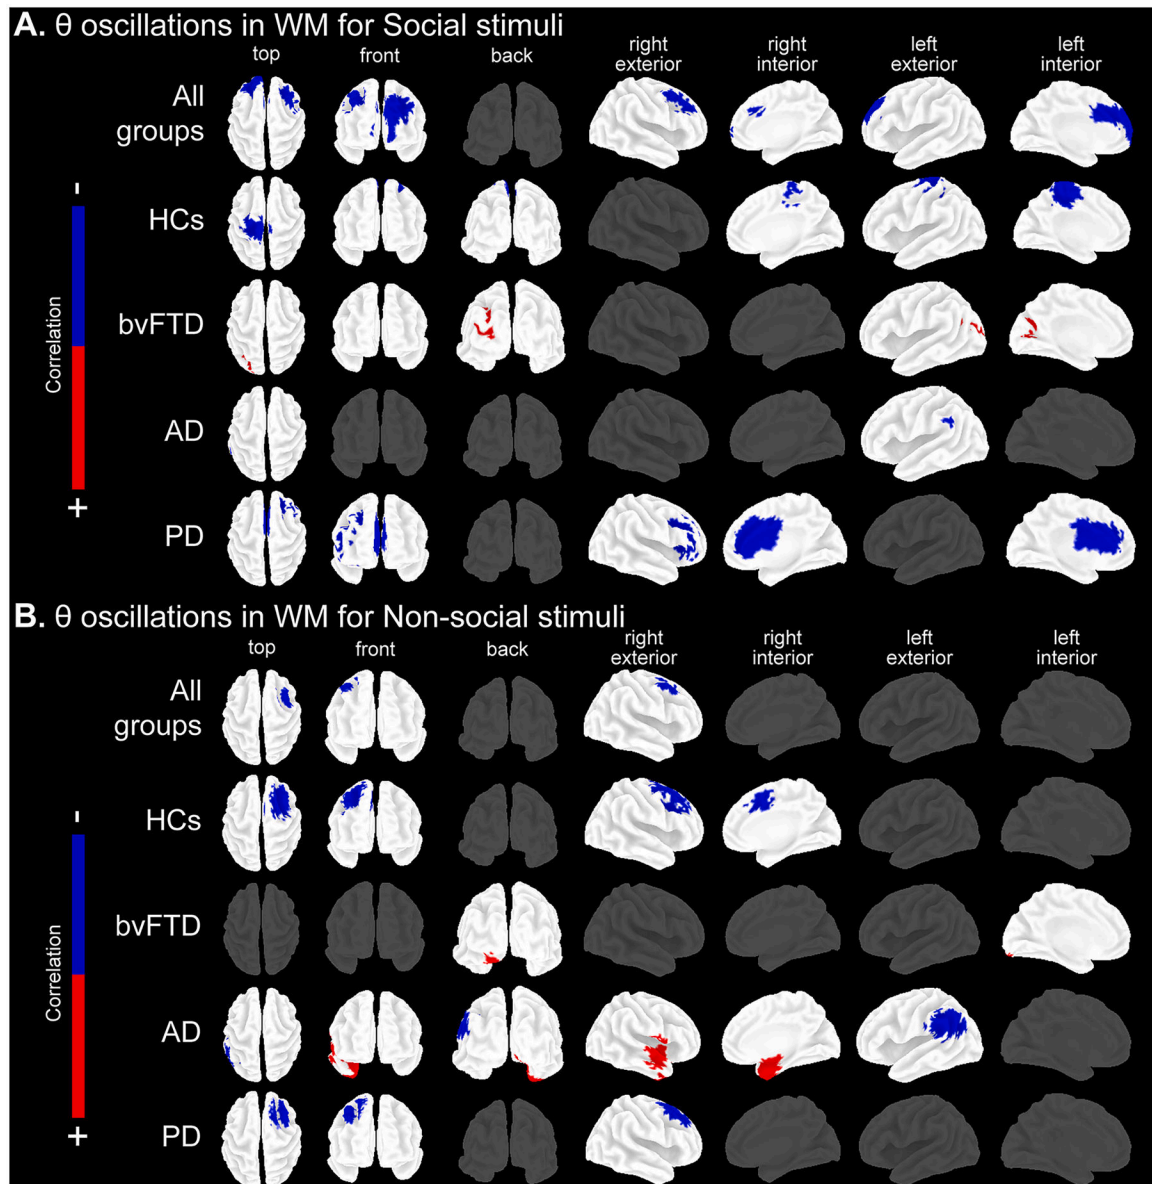 A. θ oscillations in WM for Social stimuli
top
front
back
right
exterior
right
interior
left
exterior
left
interior
All
groups
-
HCs
bvFTD
Correlation
AD
+
PD
B. θ oscillations in WM for Non-social stimuli
top
front
back
right
exterior
right
interior
left
exterior
left
interior
All
groups
-
HCs
bvFTD
Correlation
AD
+
PD